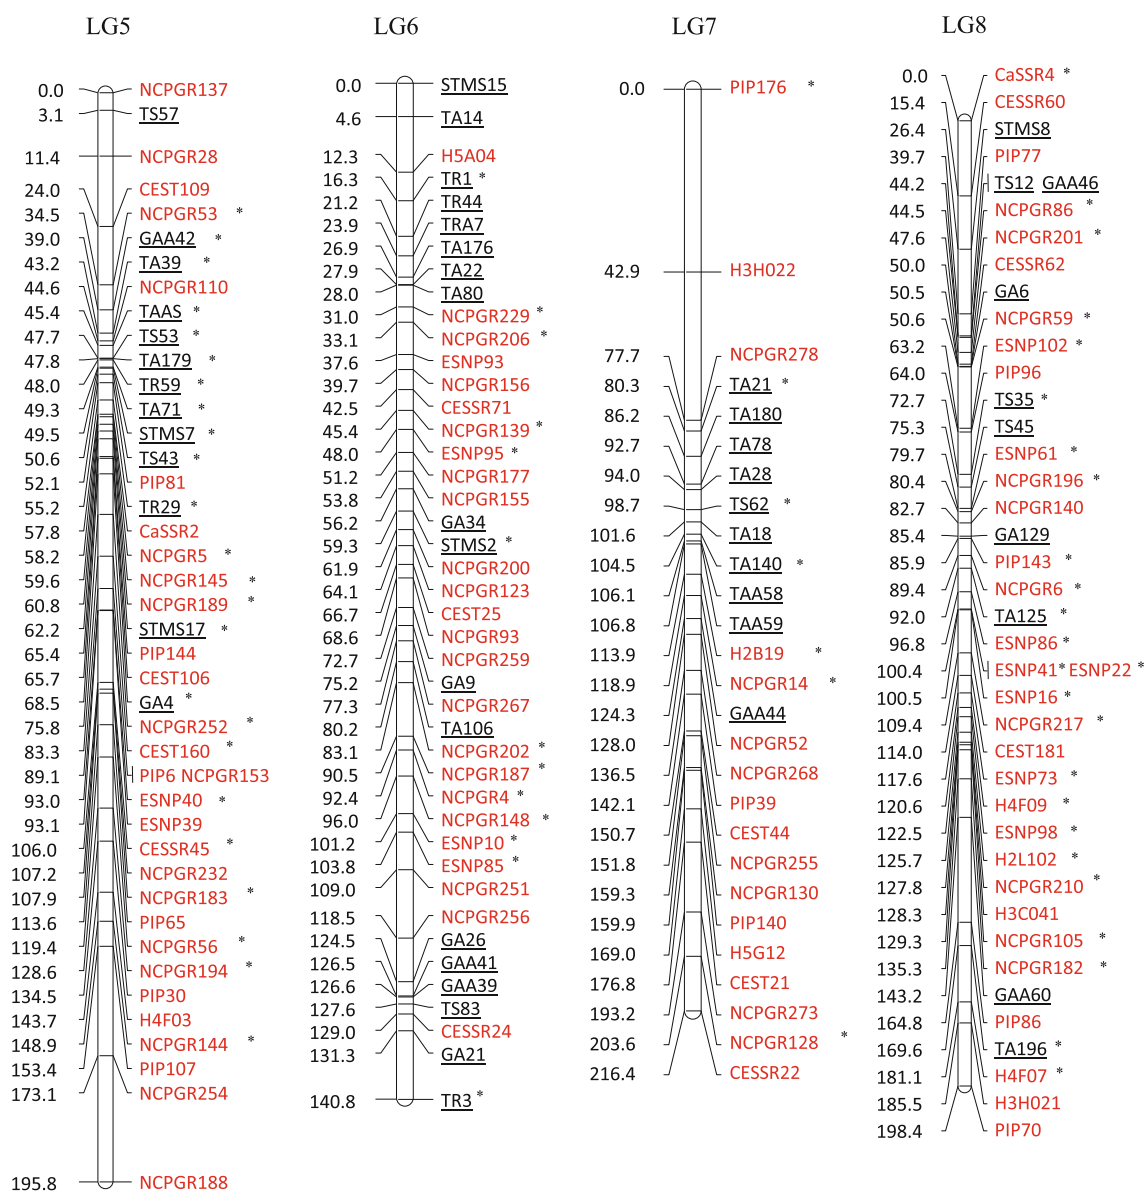 LG5
0.0 NCPGR137
3.1 TS57
11.4 NCPGR28
24.0 CEST109
34.5 NCPGR53 *
39.0 GAA42 *
43.2 TA39 *
44.6 NCPGR110
45.4 TAAS *
47.7 TS53 *
47.8 TA179 *
48.0 TR59 *
49.3 TA71 *
49.5 STMS7 *
50.6 TS43 *
52.1 PIP81
55.2 TR29 *
57.8 CaSSR2
58.2 NCPGR5 *
59.6 NCPGR145 *
60.8 NCPGR189 *
62.2 STMS17 *
65.4 PIP144
65.7 CEST106
68.5 GA4 *
75.8 NCPGR252 *
83.3 CEST160 *
89.1 PIP6 NCPGR153
93.0 ESNP40 *
93.1 ESNP39
106.0 CESSR45 *
107.2 NCPGR232
107.9 NCPGR183 *
113.6 PIP65
119.4 NCPGR56 *
128.6 NCPGR194 *
134.5 PIP30
143.7 H4F03
148.9 NCPGR144 *
153.4 PIP107
173.1 NCPGR254
195.8 NCPGR188
LG6
0.0 STMS15
4.6 TA14
12.3 H5A04
16.3 TR1 *
21.2 TR44
23.9 TRA7
26.9 TA176
27.9 TA22
28.0 TA80
31.0 NCPGR229 *
33.1 NCPGR206 *
37.6 ESNP93
39.7 NCPGR156
42.5 CESSR71
45.4 NCPGR139 *
48.0 ESNP95 *
51.2 NCPGR177
53.8 NCPGR155
56.2 GA34
59.3 STMS2 *
61.9 NCPGR200
64.1 NCPGR123
66.7 CEST25
68.6 NCPGR93
72.7 NCPGR259
75.2 GA9
77.3 NCPGR267
80.2 TA106
83.1 NCPGR202 *
90.5 NCPGR187 *
92.4 NCPGR4 *
96.0 NCPGR148 *
101.2 ESNP10 *
103.8 ESNP85 *
109.0 NCPGR251
118.5 NCPGR256
124.5 GA26
126.5 GAA41
126.6 GAA39
127.6 TS83
129.0 CESSR24
131.3 GA21
140.8 TR3 *
LG7
0.0 PIP176 *
42.9 H3H022
77.7 NCPGR278
80.3 TA21 *
86.2 TA180
92.7 TA78
94.0 TA28
98.7 TS62 *
101.6 TA18
104.5 TA140 *
106.1 TAA58
106.8 TAA59
113.9 H2B19 *
118.9 NCPGR14 *
124.3 GAA44
128.0 NCPGR52
136.5 NCPGR268
142.1 PIP39
150.7 CEST44
151.8 NCPGR255
159.3 NCPGR130
159.9 PIP140
169.0 H5G12
176.8 CEST21
193.2 NCPGR273
203.6 NCPGR128 *
216.4 CESSR22
LG8
0.0 CaSSR4 *
15.4 CESSR60
26.4 STMS8
39.7 PIP77
44.2 TS12 GAA46
44.5 NCPGR86 *
47.6 NCPGR201 *
50.0 CESSR62
50.5 GA6
50.6 NCPGR59 *
63.2 ESNP102 *
64.0 PIP96
72.7 TS35 *
75.3 TS45
79.7 ESNP61 *
80.4 NCPGR196 *
82.7 NCPGR140
85.4 GA129
85.9 PIP143 *
89.4 NCPGR6 *
92.0 TA125 *
96.8 ESNP86 *
100.4 ESNP41 * ESNP22 *
100.5 ESNP16 *
109.4 NCPGR217 *
114.0 CEST181
117.6 ESNP73 *
120.6 H4F09 *
122.5 ESNP98 *
125.7 H2L102 *
127.8 NCPGR210 *
128.3 H3C041
129.3 NCPGR105 *
135.3 NCPGR182 *
143.2 GAA60
164.8 PIP86
169.6 TA196 *
181.1 H4F07 *
185.5 H3H021
198.4 PIP70